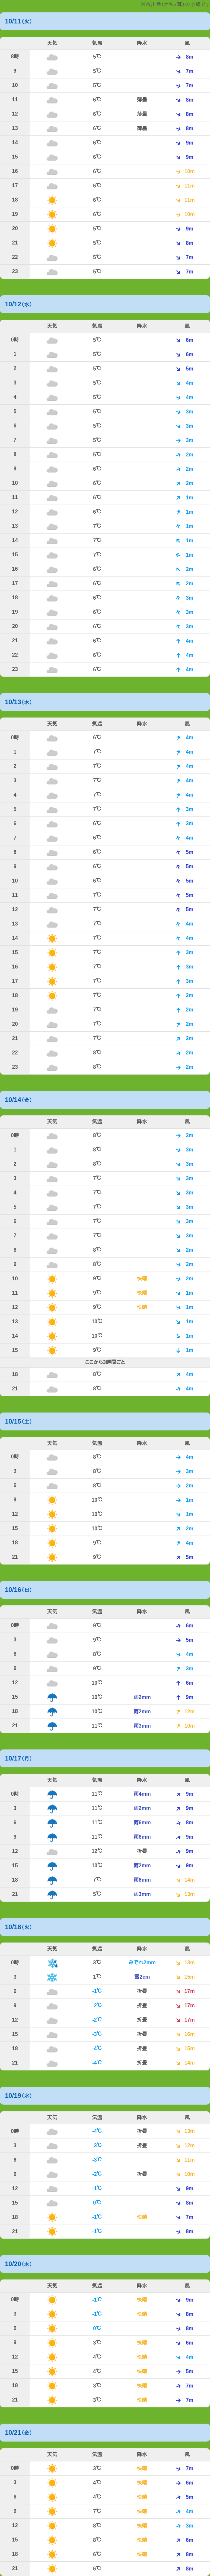 10/11(火)
天気 気温 降水 風
8時 5℃ 8m
9 5℃ 7m
10 5℃ 7m
11 6℃ 薄曇 8m
12 6℃ 薄曇 8m
13 6℃ 薄曇 8m
14 6℃ 9m
15 6℃ 9m
16 6℃ 10m
17 6℃ 11m
18 6℃ 11m
19 6℃ 10m
20 5℃ 9m
21 5℃ 8m
22 5℃ 7m
23 5℃ 7m
10/12(水)
天気 気温 降水 風
0時 5℃ 6m
1 5℃ 6m
2 5℃ 5m
3 5℃ 4m
4 5℃ 4m
5 5℃ 3m
6 5℃ 3m
7 5℃ 3m
8 5℃ 2m
9 6℃ 2m
10 6℃ 2m
11 6℃ 1m
12 6℃ 1m
13 7℃ 1m
14 7℃ 1m
15 7℃ 1m
16 6℃ 2m
17 6℃ 2m
18 6℃ 3m
19 6℃ 3m
20 6℃ 3m
21 6℃ 4m
22 6℃ 4m
23 6℃ 4m
10/13(木)
天気 気温 降水 風
0時 6℃ 4m
1 7℃ 4m
2 7℃ 4m
3 7℃ 4m
4 7℃ 4m
5 7℃ 3m
6 6℃ 3m
7 6℃ 4m
8 6℃ 5m
9 6℃ 5m
10 6℃ 5m
11 7℃ 5m
12 7℃ 5m
13 7℃ 4m
14 7℃ 4m
15 7℃ 3m
16 7℃ 3m
17 7℃ 3m
18 7℃ 2m
19 7℃ 2m
20 7℃ 2m
21 7℃ 2m
22 8℃ 2m
23 8℃ 2m
10/14(金)
天気 気温 降水 風
0時 8℃ 2m
1 8℃ 3m
2 8℃ 3m
3 7℃ 3m
4 7℃ 3m
5 7℃ 3m
6 7℃ 3m
7 7℃ 3m
8 8℃ 2m
9 8℃ 2m
10 9℃ 快晴 2m
11 9℃ 快晴 1m
12 9℃ 快晴 1m
13 10℃ 1m
14 10℃ 1m
15 9℃ 1m
ここから3時間ごと
18 8℃ 4m
21 8℃ 4m
10/15(土)
天気 気温 降水 風
0時 8℃ 4m
3 8℃ 3m
6 8℃ 2m
9 10℃ 1m
12 10℃ 1m
15 10℃ 2m
18 9℃ 4m
21 9℃ 5m
10/16(日)
天気 気温 降水 風
0時 9℃ 6m
3 9℃ 5m
6 8℃ 4m
9 9℃ 3m
12 10℃ 6m
15 10℃ 雨2mm 9m
18 10℃ 雨2mm 12m
21 11℃ 雨3mm 10m
10/17(月)
天気 気温 降水 風
0時 11℃ 雨4mm 9m
3 11℃ 雨2mm 9m
6 11℃ 雨6mm 8m
9 11℃ 雨6mm 9m
12 12℃ 折曇 9m
15 10℃ 雨2mm 9m
18 7℃ 雨6mm 14m
21 5℃ 雨3mm 13m
10/18(火)
天気 気温 降水 風
0時 3℃ みぞれ2mm 13m
3 1℃ 雪2cm 15m
6 -1℃ 折曇 17m
9 -2℃ 折曇 17m
12 -2℃ 折曇 17m
15 -3℃ 折曇 16m
18 -4℃ 折曇 15m
21 -4℃ 折曇 14m
10/19(水)
天気 気温 降水 風
0時 -4℃ 折曇 13m
3 -3℃ 折曇 12m
6 -3℃ 11m
9 -2℃ 折曇 10m
12 -1℃ 9m
15 0℃ 8m
18 -1℃ 快晴 7m
21 -1℃ 8m
10/20(木)
天気 気温 降水 風
0時 -1℃ 快晴 9m
3 -1℃ 快晴 8m
6 0℃ 8m
9 3℃ 快晴 6m
12 4℃ 快晴 4m
15 4℃ 快晴 5m
18 3℃ 快晴 7m
21 3℃ 快晴 7m
10/21(金)
天気 気温 降水 風
0時 3℃ 快晴 7m
3 4℃ 快晴 6m
6 4℃ 快晴 5m
9 7℃ 快晴 4m
12 8℃ 快晴 3m
15 8℃ 快晴 6m
18 6℃ 快晴 8m
21 6℃ 8m